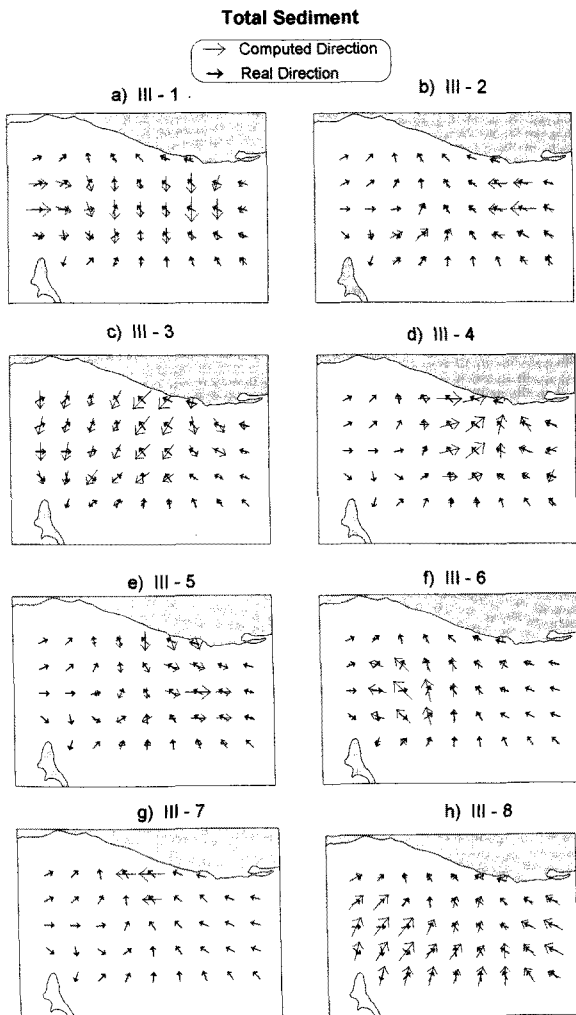 Total Sediment
Computed Direction
Real Direction
a) III - 1
b) III - 2
c) III - 3
d) III - 4
e) III - 5
f) III - 6
g) III - 7
h) III - 8